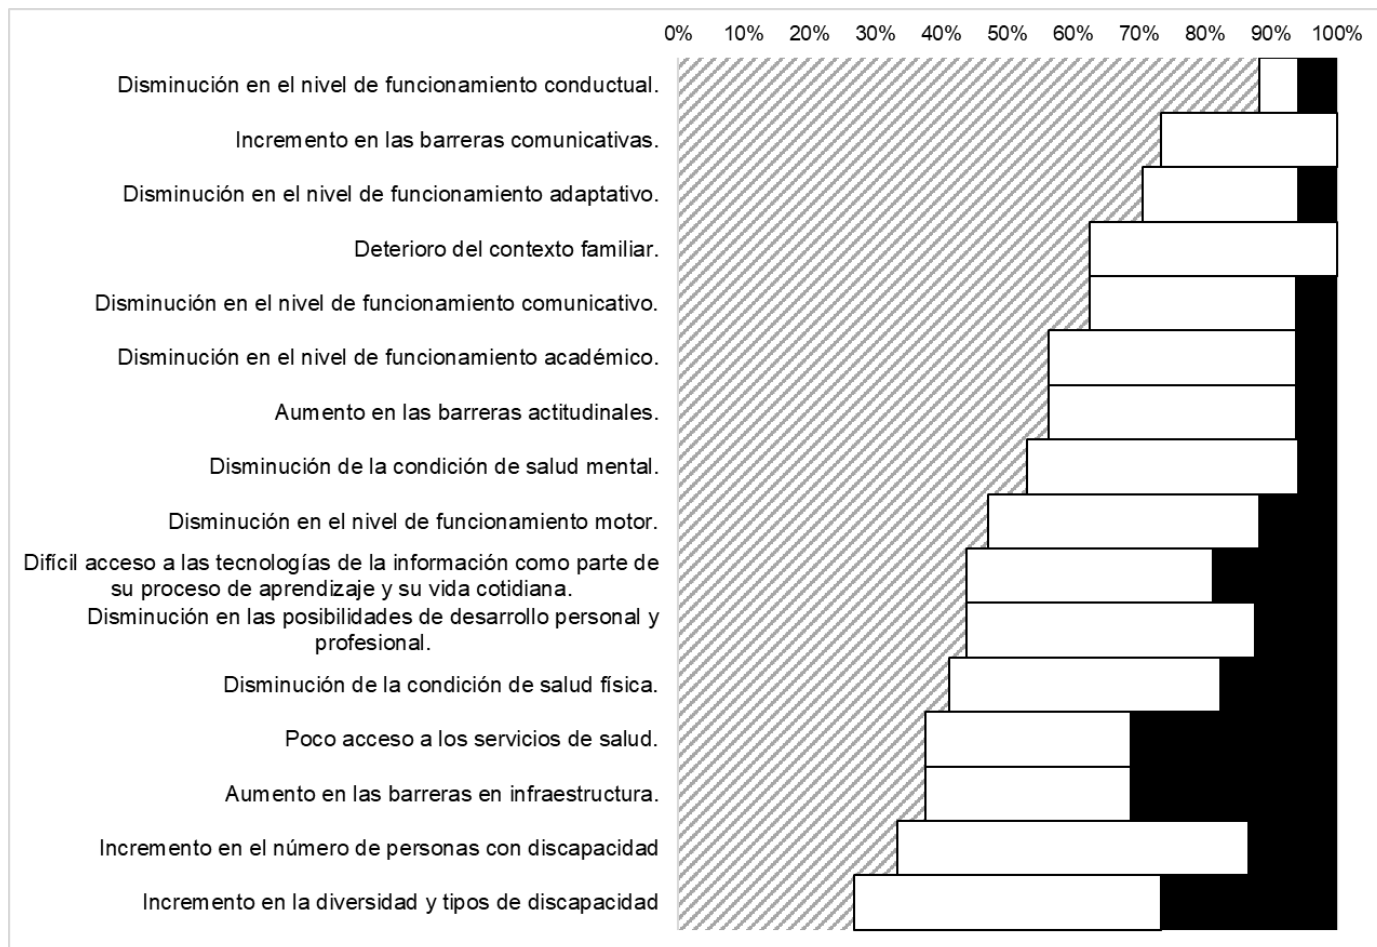 0% 10% 20% 30% 40% 50% 60% 70% 80% 90% 100%
Disminución en el nivel de funcionamiento conductual.
Incremento en las barreras comunicativas.
Disminución en el nivel de funcionamiento adaptativo.
Deterioro del contexto familiar.
Disminución en el nivel de funcionamiento comunicativo.
Disminución en el nivel de funcionamiento académico.
Aumento en las barreras actitudinales.
Disminución de la condición de salud mental.
Disminución en el nivel de funcionamiento motor.
Difícil acceso a las tecnologías de la información como parte de
su proceso de aprendizaje y su vida cotidiana.
Disminución en las posibilidades de desarrollo personal y
profesional.
Disminución de la condición de salud física.
Poco acceso a los servicios de salud.
Aumento en las barreras en infraestructura.
Incremento en el número de personas con discapacidad
Incremento en la diversidad y tipos de discapacidad